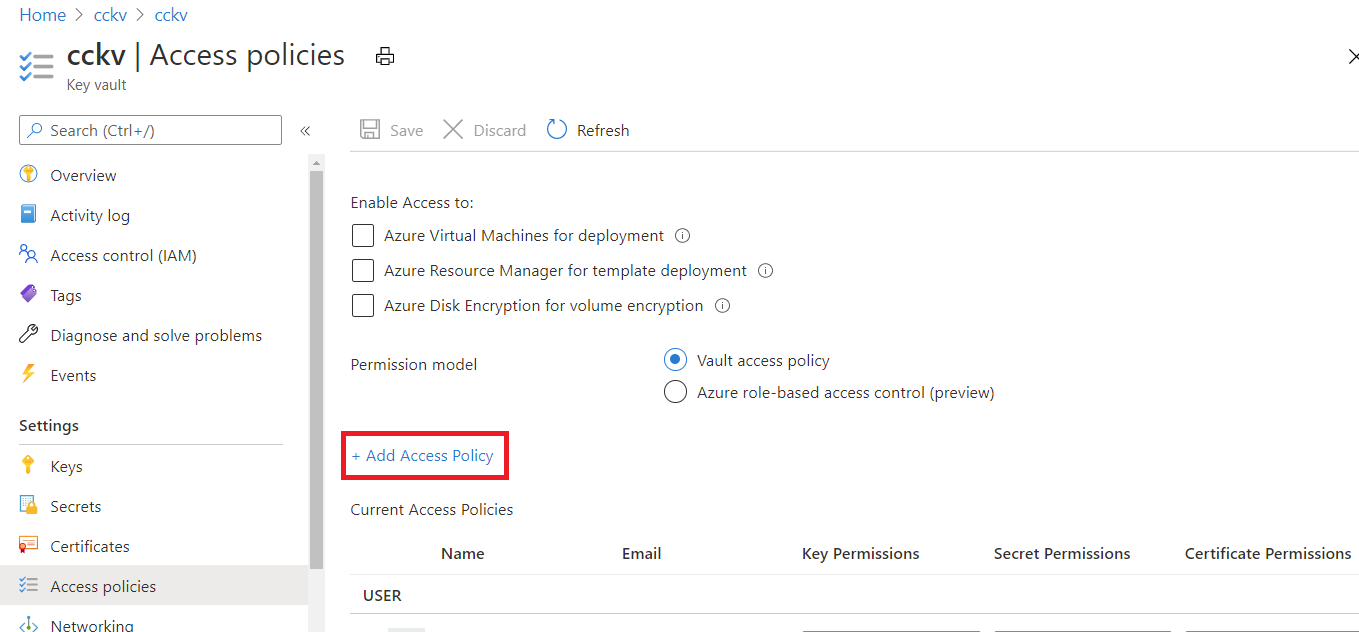 Home > cckv > cckv
cckv | Access policies
Key vault
Search (Ctrl+/)
«
Overview
Activity log
Access control (IAM)
Tags
Diagnose and solve problems
Events
Settings
Keys
Secrets
Certificates
Access policies
Networking
Save Discard Refresh
Enable Access to:
Azure Virtual Machines for deployment
Azure Resource Manager for template deployment
Azure Disk Encryption for volume encryption
Permission model
Vault access policy
Azure role-based access control (preview)
+ Add Access Policy
Current Access Policies
Name Email Key Permissions Secret Permissions Certificate Permissions
USER